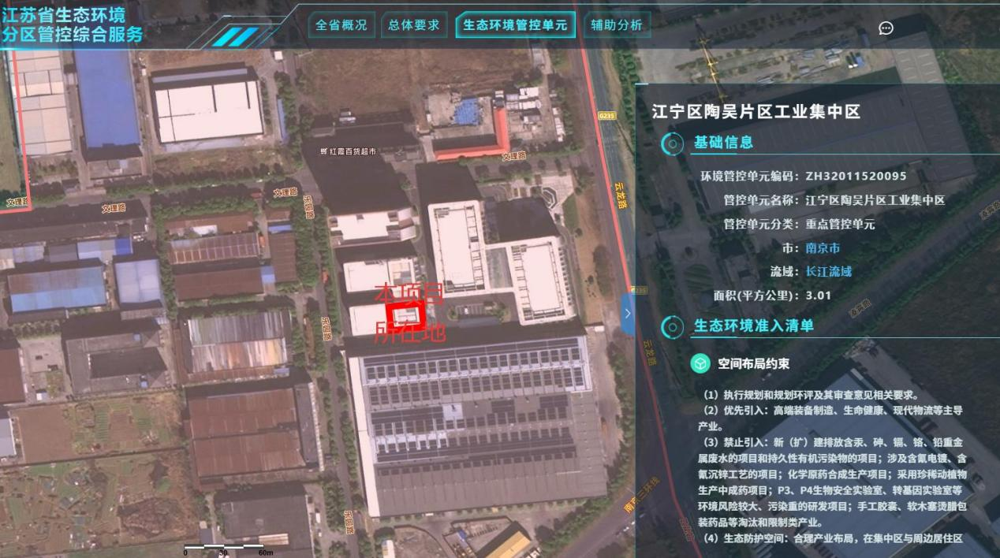 江苏省生态环境
分区管控综合服务
全省概况
总体要求
生态环境管控单元
辅助分析
G235
红霞百货超市
文理路
文理路
文理路
文理路
云龙路
乐园路
本项目
所在地
乐园路
云龙路
乐园路
G235
南京三环线
0 30 60m
江宁区陶吴片区工业集中区
基础信息
环境管控单元编码：ZH32011520095
管控单元名称：江宁区陶吴片区工业集中区
管控单元分类：重点管控单元
市：南京市
流域：长江流域
面积(平方公里)：3.01
生态环境准入清单
空间布局约束
（1）执行规划和规划环评及其审查意见相关要求。
（2）优先引入：高端装备制造、生命健康、现代物流等主导
产业。
（3）禁止引入：新（扩）建排放含汞、砷、镉、铬、铅重金
属废水的项目和持久性有机污染物的项目；涉及含氰电镀、含
氰沉锌工艺的项目；化学原药合成生产项目；采用珍稀动植物
生产中成药项目；P3、P4生物安全实验室、转基因实验室等
环境风险较大、污染重的研发项目；手工胶囊、软木塞烫腊包
装药品等淘汰和限制类产业。
（4）生态防护空间：合理产业布局，在集中区与周边居住区